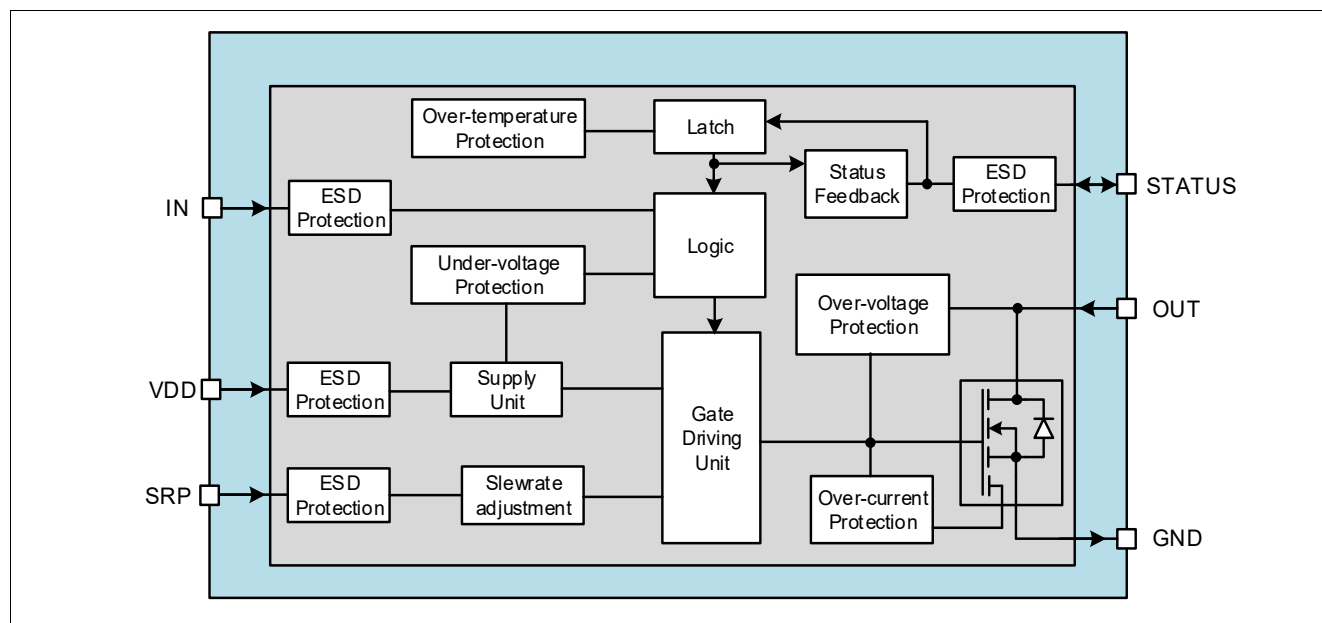 Over-temperature
Protection
Latch
Status
Feedback
ESD
Protection
STATUS
IN
ESD
Protection
Logic
Under-voltage
Protection
Over-voltage
Protection
OUT
VDD
ESD
Protection
Supply
Unit
Gate
Driving
Unit
SRP
ESD
Protection
Slewrate
adjustment
Over-current
Protection
GND